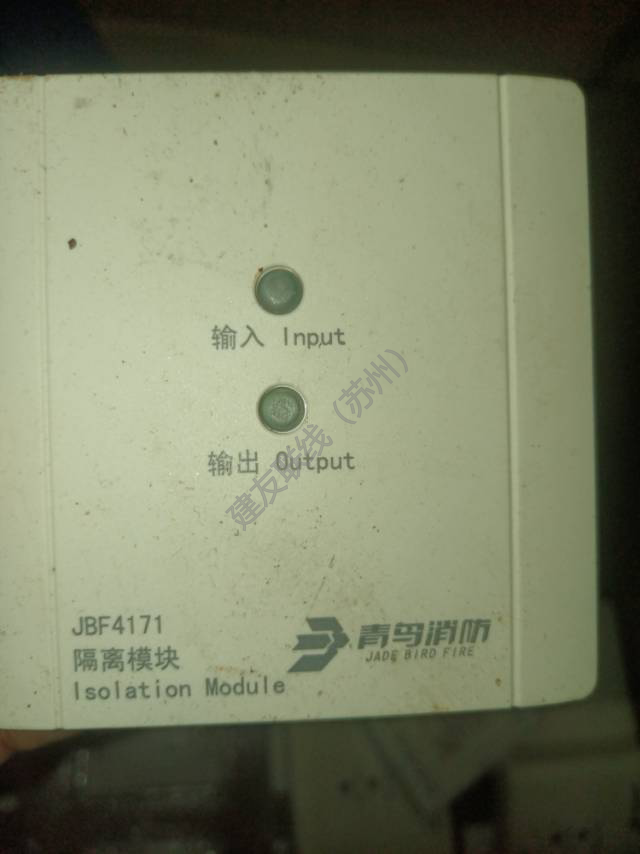 输入 Input
输出 Output
建友联线（苏州）
JBF4171
隔离模块
Isolation Module
青鸟消防
JADE BIRD FIRE